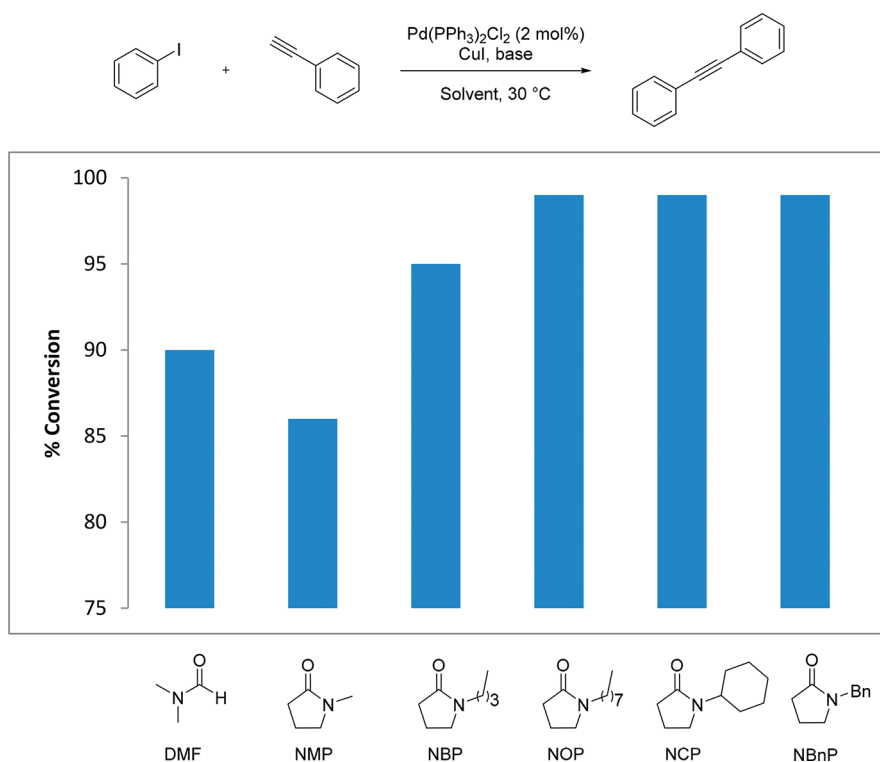 I
+
Pd(PPh3)2Cl2 (2 mol%)
CuI, base
Solvent, 30 °C
% Conversion
100
95
90
85
80
75
O
N
H
DMF
O
N
NMP
O
N
( )3
NBP
O
N
( )7
NOP
O
N
NCP
O
N
Bn
NBnP